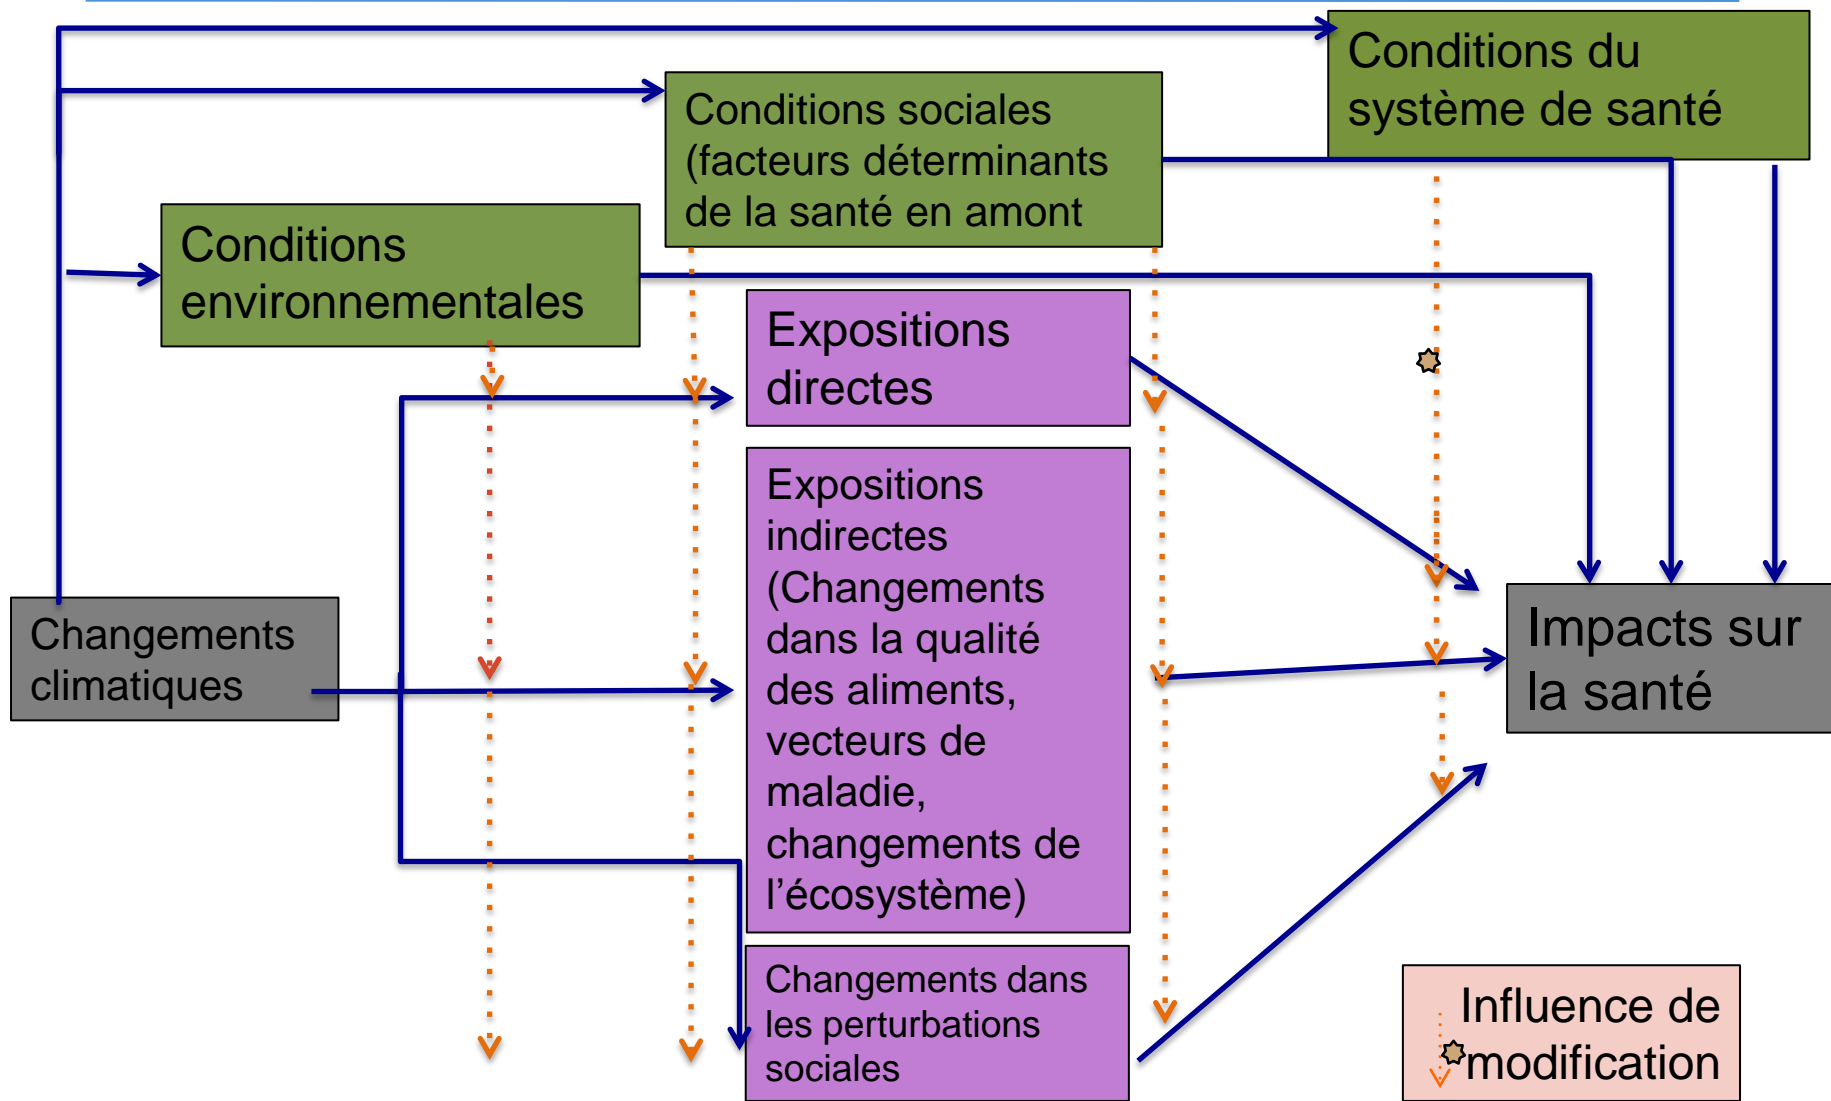 Conditions du
système de santé
Conditions sociales
(facteurs déterminants
de la santé en amont
Conditions
environnementales
Expositions
directes
Expositions
indirectes
(Changements
dans la qualité
des aliments,
vecteurs de
maladie,
changements de
l’écosystème)
Changements
climatiques
Impacts sur
la santé
Changements dans
les perturbations
sociales
Influence de
modification